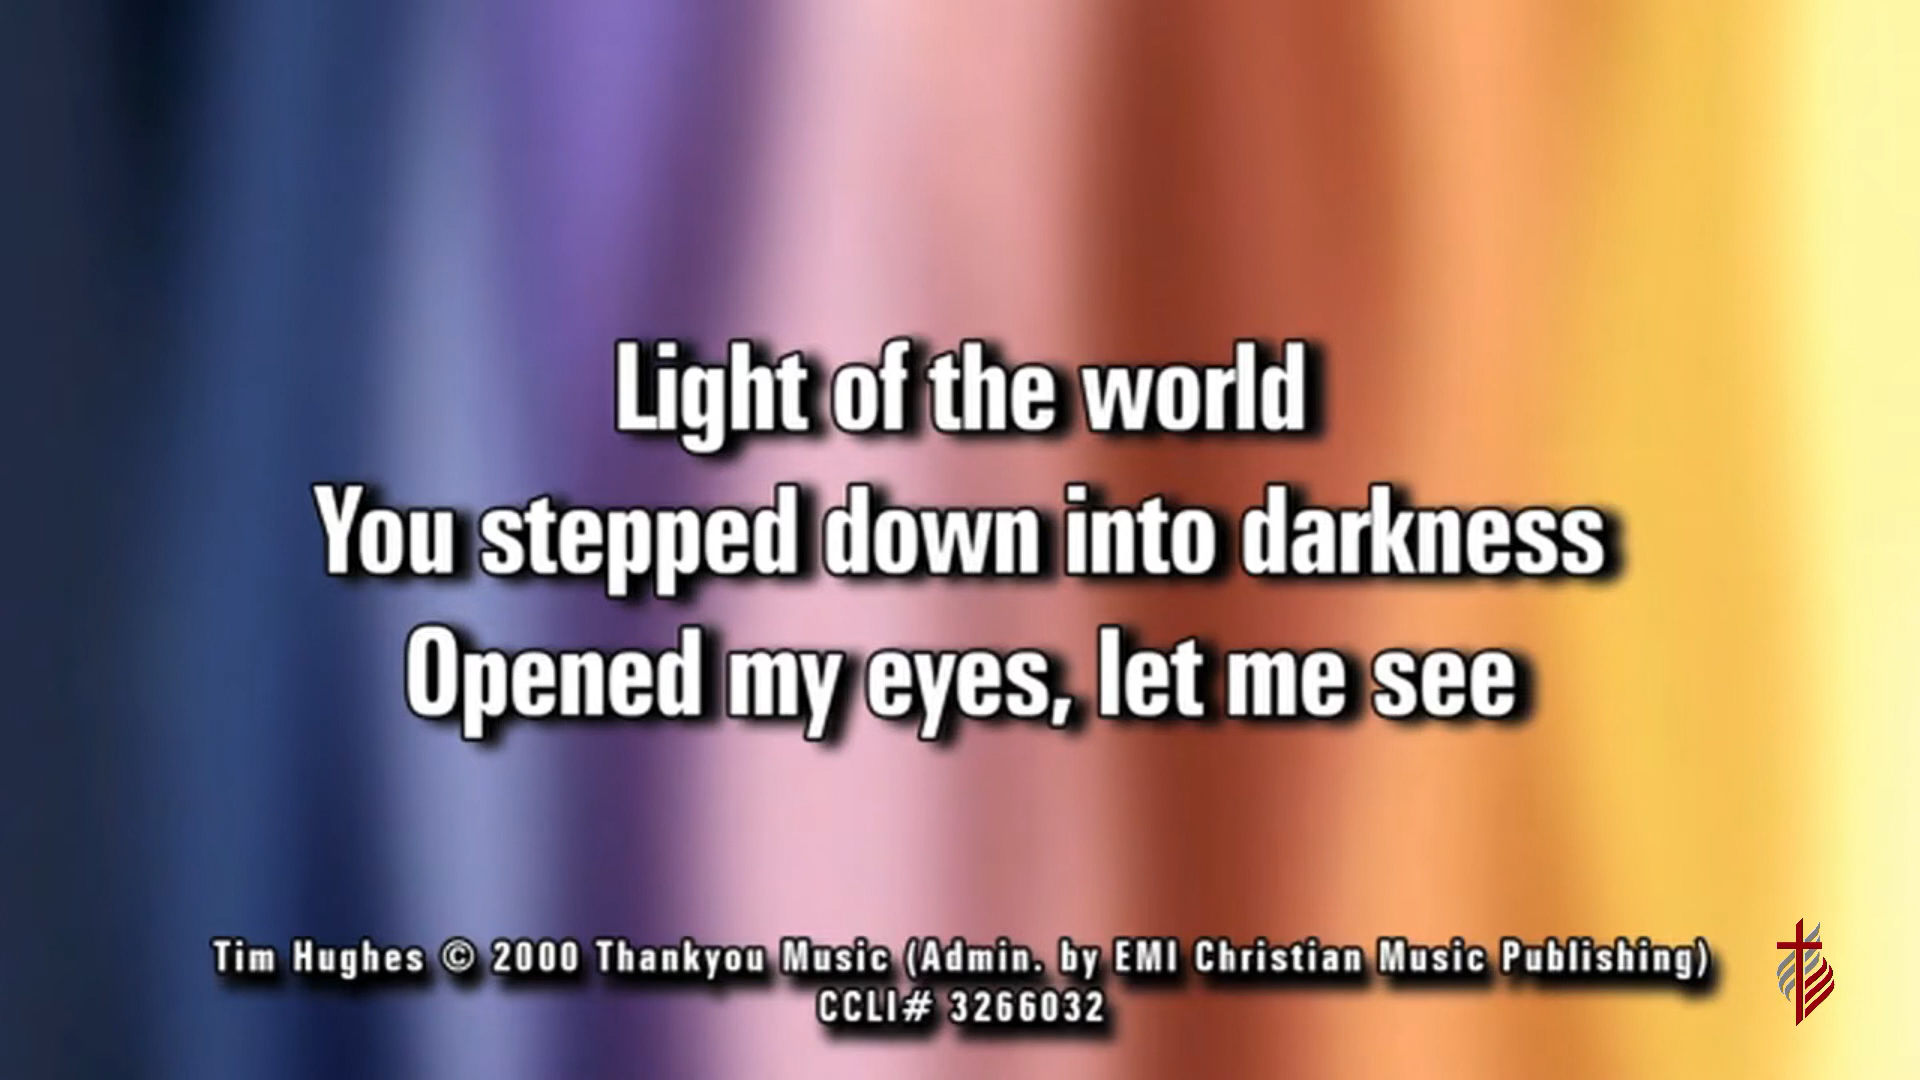 Light of the world
You stepped down into darkness
Opened my eyes, let me see
Tim Hughes © 2000 Thankyou Music (Admin. by EMI Christian Music Publishing)
CCLI# 3266032